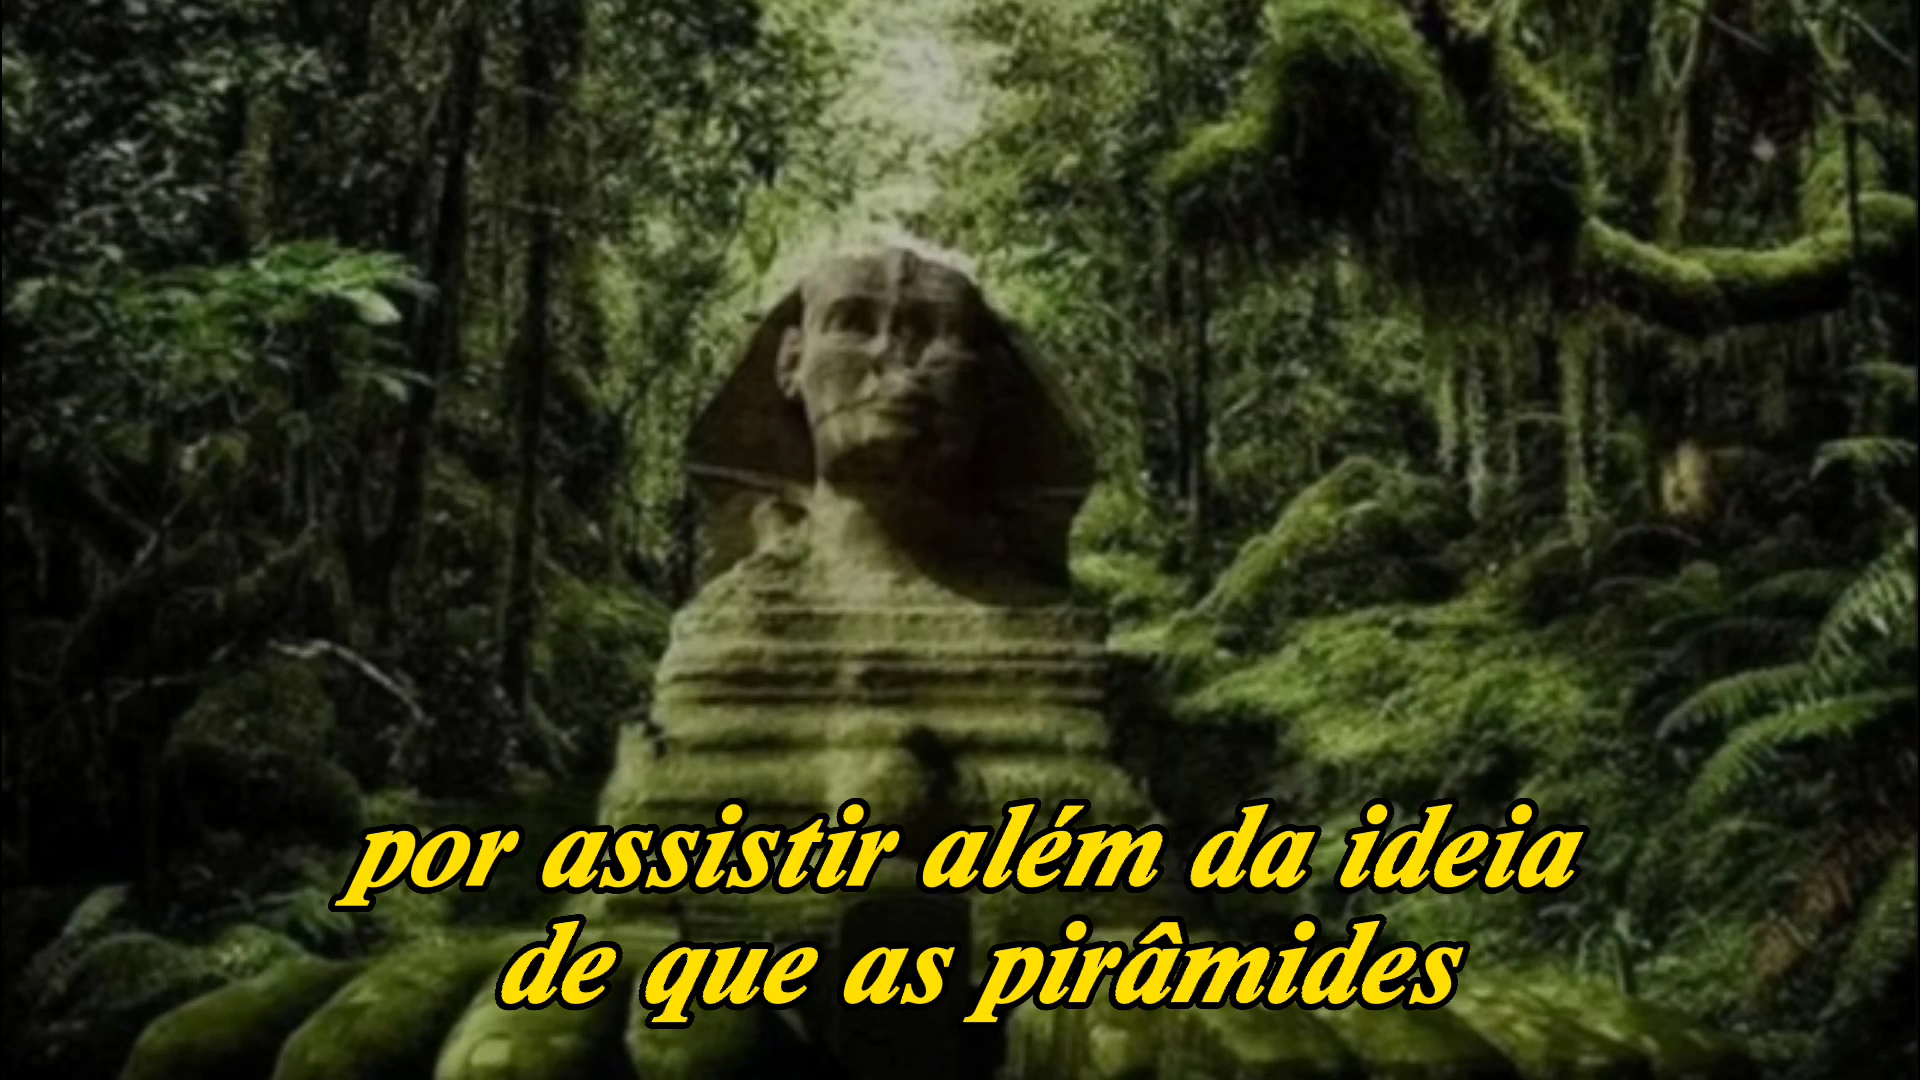 por assistir além da ideia
de que as pirâmides